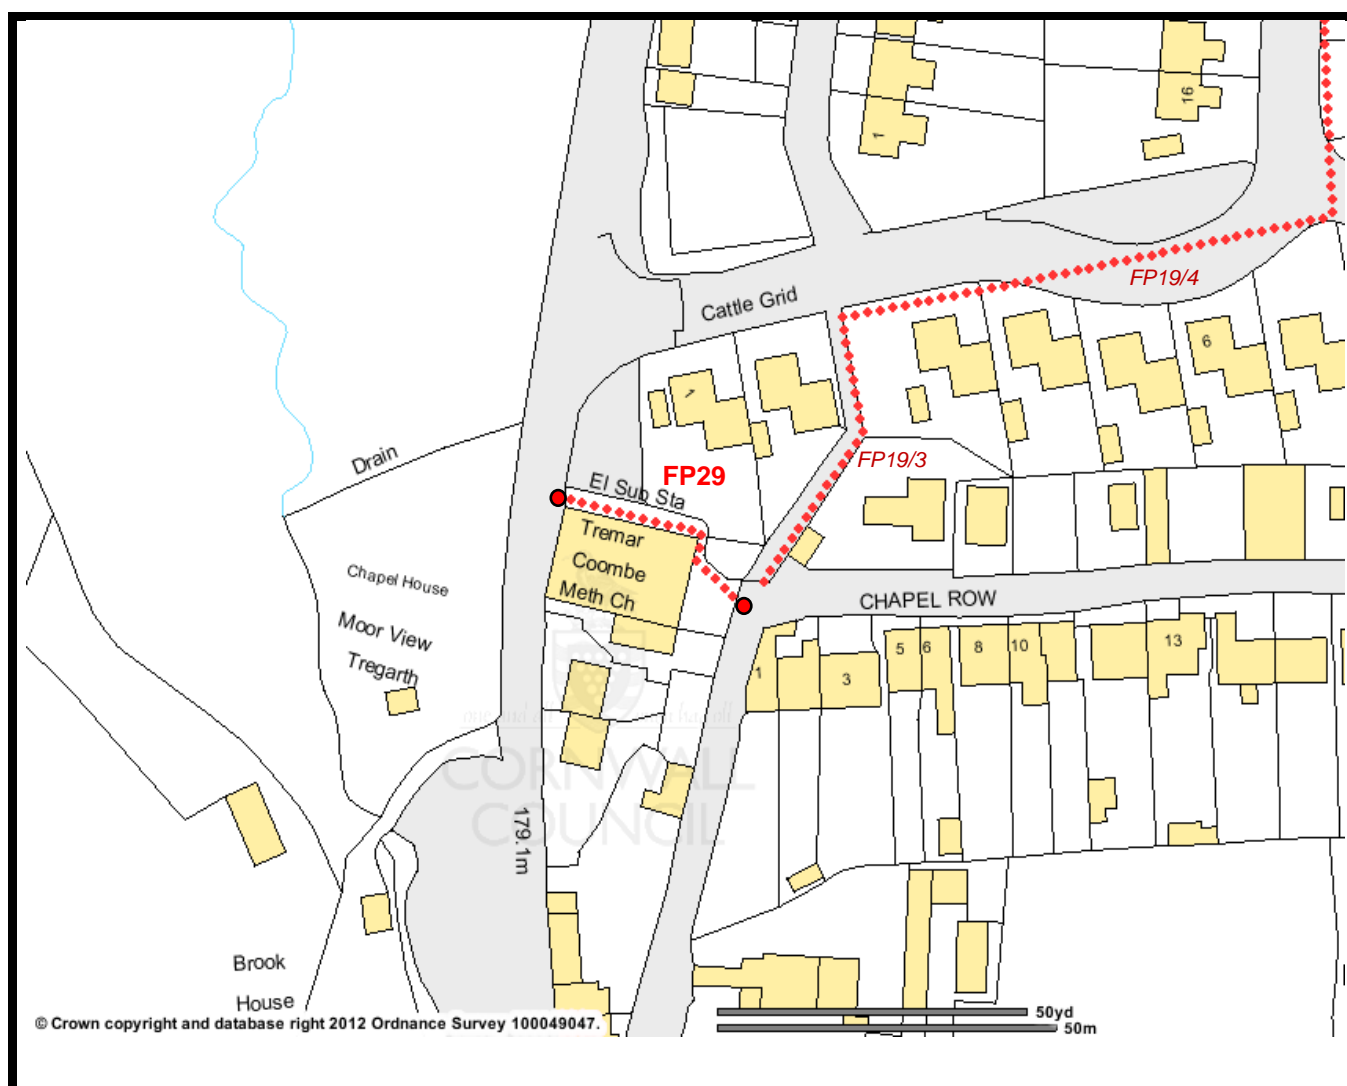 16
1
FP19/4
Cattle Grid
6
1
FP19/3
Drain
FP29
El Sub Sta
Tremar
Coombe
Meth Ch
Chapel House
CHAPEL ROW
Moor View
Tregarth
5
6
8
10
13
1
3
CORNWALL
COUNCIL
179.1m
Brook
House
© Crown copyright and database right 2012 Ordnance Survey 100049047.
50yd
50m